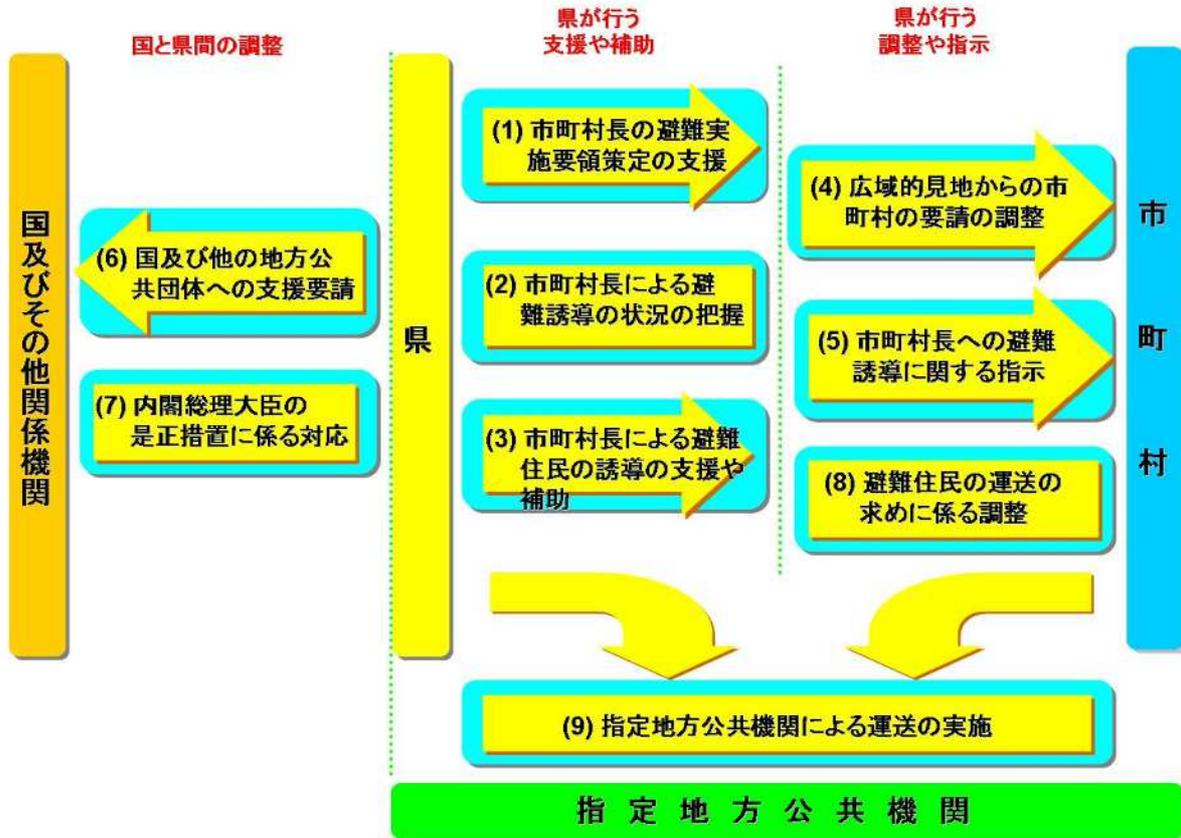 国と県間の調整
県が行う
支援や補助
県が行う
調整や指示
国及びその他関係機関
(6) 国及び他の地方公
共団体への支援要請
(7) 内閣総理大臣の
是正措置に係る対応
県
(1) 市町村長の避難実
施要領策定の支援
(2) 市町村長による避
難誘導の状況の把握
(3) 市町村長による避難
住民の誘導の支援や
補助
(4) 広域的見地からの市
町村の要請の調整
(5) 市町村長への避難
誘導に関する指示
(8) 避難住民の運送の
求めに係る調整
市町村
(9) 指定地方公共機関による運送の実施
指定地方公共機関